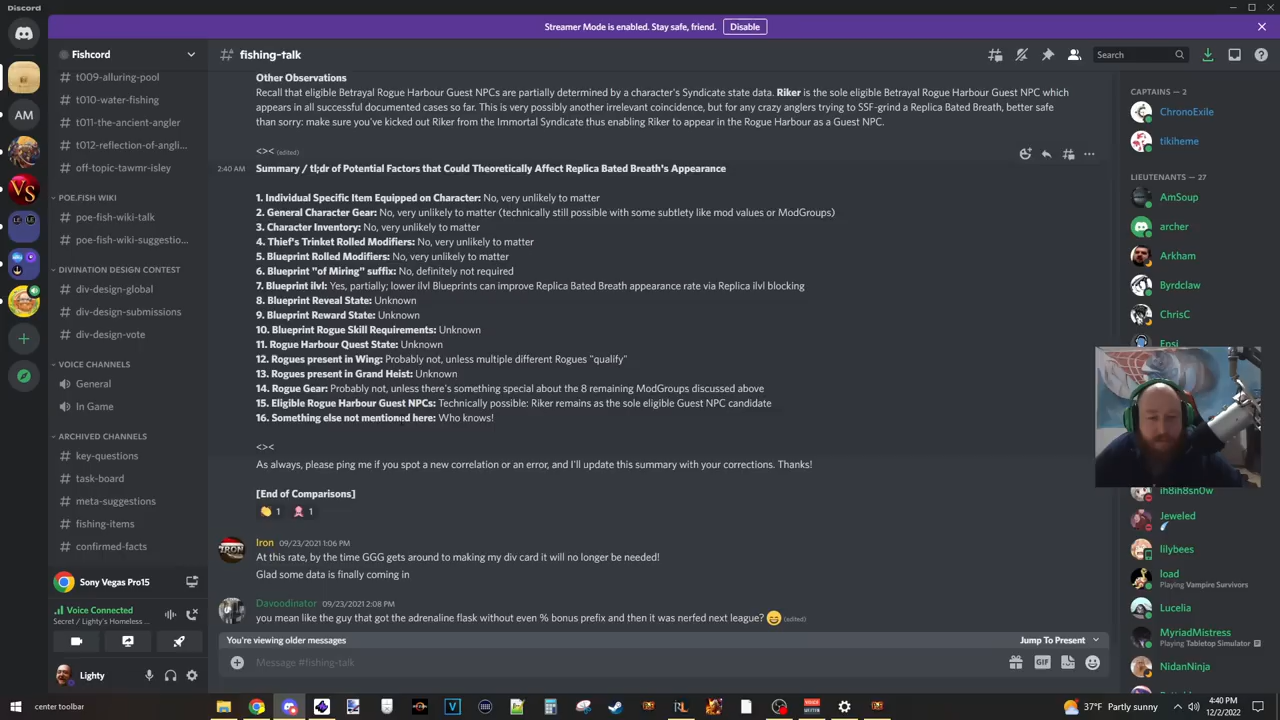 Discord
Streamer Mode is enabled. Stay safe, friend. Disable
Fishcord
# fishing-talk
Search
t009-alluring-pool
t010-water-fishing
t011-the-ancient-angler
t012-reflection-of-angli...
off-topic-tawmr-isley
POE.FISH WIKI
poe-fish-wiki-talk
poe-fish-wiki-suggestio...
DIVINATION DESIGN CONTEST
div-design-global
div-design-submissions
div-design-vote
VOICE CHANNELS
General
In Game
ARCHIVED CHANNELS
key-questions
task-board
meta-suggestions
fishing-items
confirmed-facts
Sony Vegas Pro15
Voice Connected
Secret / Lighty's Homeless ...
Lighty
AM
VS
Other Observations
Recall that eligible Betrayal Rogue Harbour Guest NPCs are partially determined by a character's Syndicate state data. Riker is the sole eligible Betrayal Rogue Harbour Guest NPC which
appears in all successful documented cases so far. This is very possibly another irrelevant coincidence, but for any crazy anglers trying to SSF-grind a Replica Bated Breath, better safe
than sorry: make sure you've kicked out Riker from the Immortal Syndicate thus enabling Riker to appear in the Rogue Harbour as a Guest NPC.
<>< (edited)
2:40 AM Summary / tl;dr of Potential Factors that Could Theoretically Affect Replica Bated Breath's Appearance
1. Individual Specific Item Equipped on Character: No, very unlikely to matter
2. General Character Gear: No, very unlikely to matter (technically still possible with some subtlety like mod values or ModGroups)
3. Character Inventory: No, very unlikely to matter
4. Thief's Trinket Rolled Modifiers: No, very unlikely to matter
5. Blueprint Rolled Modifiers: No, very unlikely to matter
6. Blueprint "of Miring" suffix: No, definitely not required
7. Blueprint ilvl: Yes, partially; lower ilvl Blueprints can improve Replica Bated Breath appearance rate via Replica ilvl blocking
8. Blueprint Reveal State: Unknown
9. Blueprint Reward State: Unknown
10. Blueprint Rogue Skill Requirements: Unknown
11. Rogue Harbour Quest State: Unknown
12. Rogues present in Wing: Probably not, unless multiple different Rogues "qualify"
13. Rogues present in Grand Heist: Unknown
14. Rogue Gear: Probably not, unless there's something special about the 8 remaining ModGroups discussed above
15. Eligible Rogue Harbour Guest NPCs: Technically possible: Riker remains as the sole eligible Guest NPC candidate
16. Something else not mentioned here: Who knows!
<><
As always, please ping me if you spot a new correlation or an error, and I'll update this summary with your corrections. Thanks!
[End of Comparisons]
1 1
Iron 09/23/2021 1:06 PM
At this rate, by the time GGG gets around to making my div card it will no longer be needed!
Glad some data is finally coming in
Davoodinator 09/23/2021 2:08 PM
you mean like the guy that got the adrenaline flask without even % bonus prefix and then it was nerfed next league? (edited)
You're viewing older messages Jump To Present
Message #fishing-talk
GIF
CAPTAINS — 2
ChronoExile
tikiheme
LIEUTENANTS — 27
AmSoup
archer
Arkham
Byrdclaw
ChrisC
Epsi
ih8ih8sn0w
Jeweled
lilybees
load
Playing Vampire Survivors
Lucelia
MyriadMistress
Playing Tabletop Simulator
NidanNinja
center toolbar
37°F Partly sunny
4:40 PM
12/2/2022